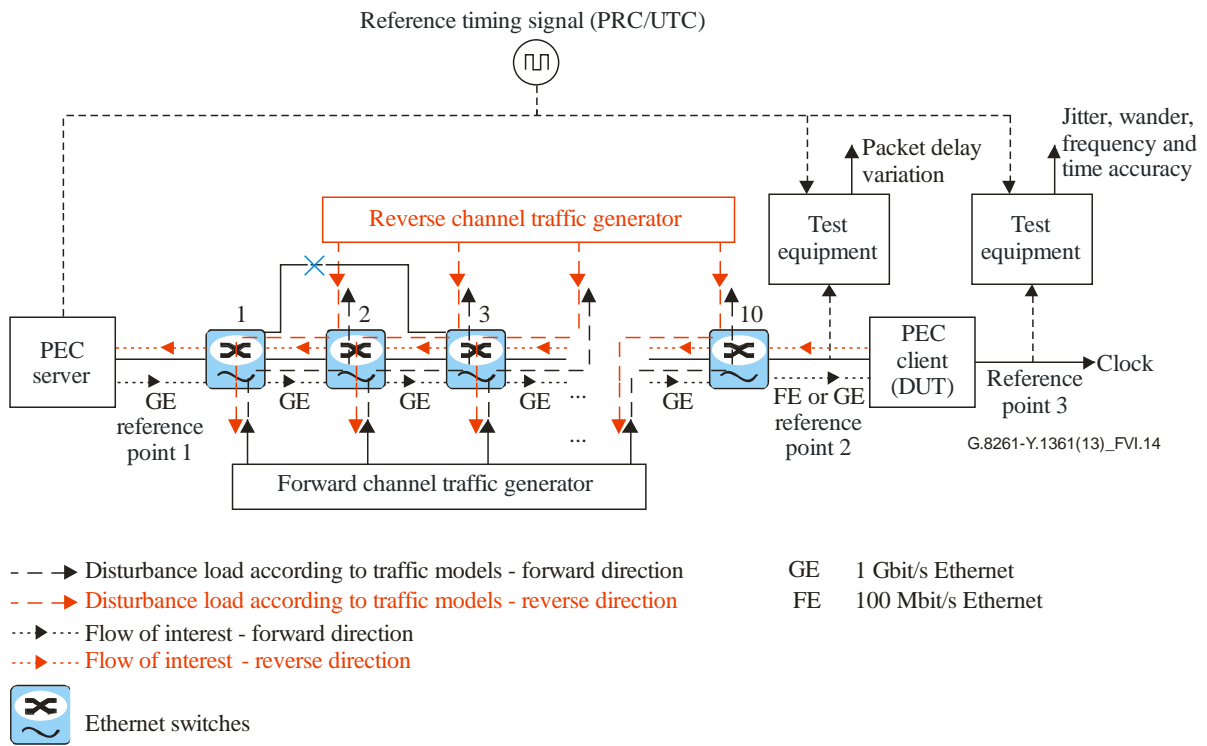 Reference timing signal (PRC/UTC)
Jitter, wander,
frequency and
time accuracy
Packet delay
variation
Reverse channel traffic generator
Test
equipment
Test
equipment
1
2
3
10
PEC
server
PEC
client
(DUT)
Clock
GE
GE
GE
GE
...
GE
FE or GE
reference
point 1
reference
point 2
Reference
point 3
...
G.8261-Y.1361(13)_FVI.14
Forward channel traffic generator
Disturbance load according to traffic models - forward direction
GE 1 Gbit/s Ethernet
Disturbance load according to traffic models - reverse direction
FE 100 Mbit/s Ethernet
Flow of interest - forward direction
Flow of interest - reverse direction
Ethernet switches